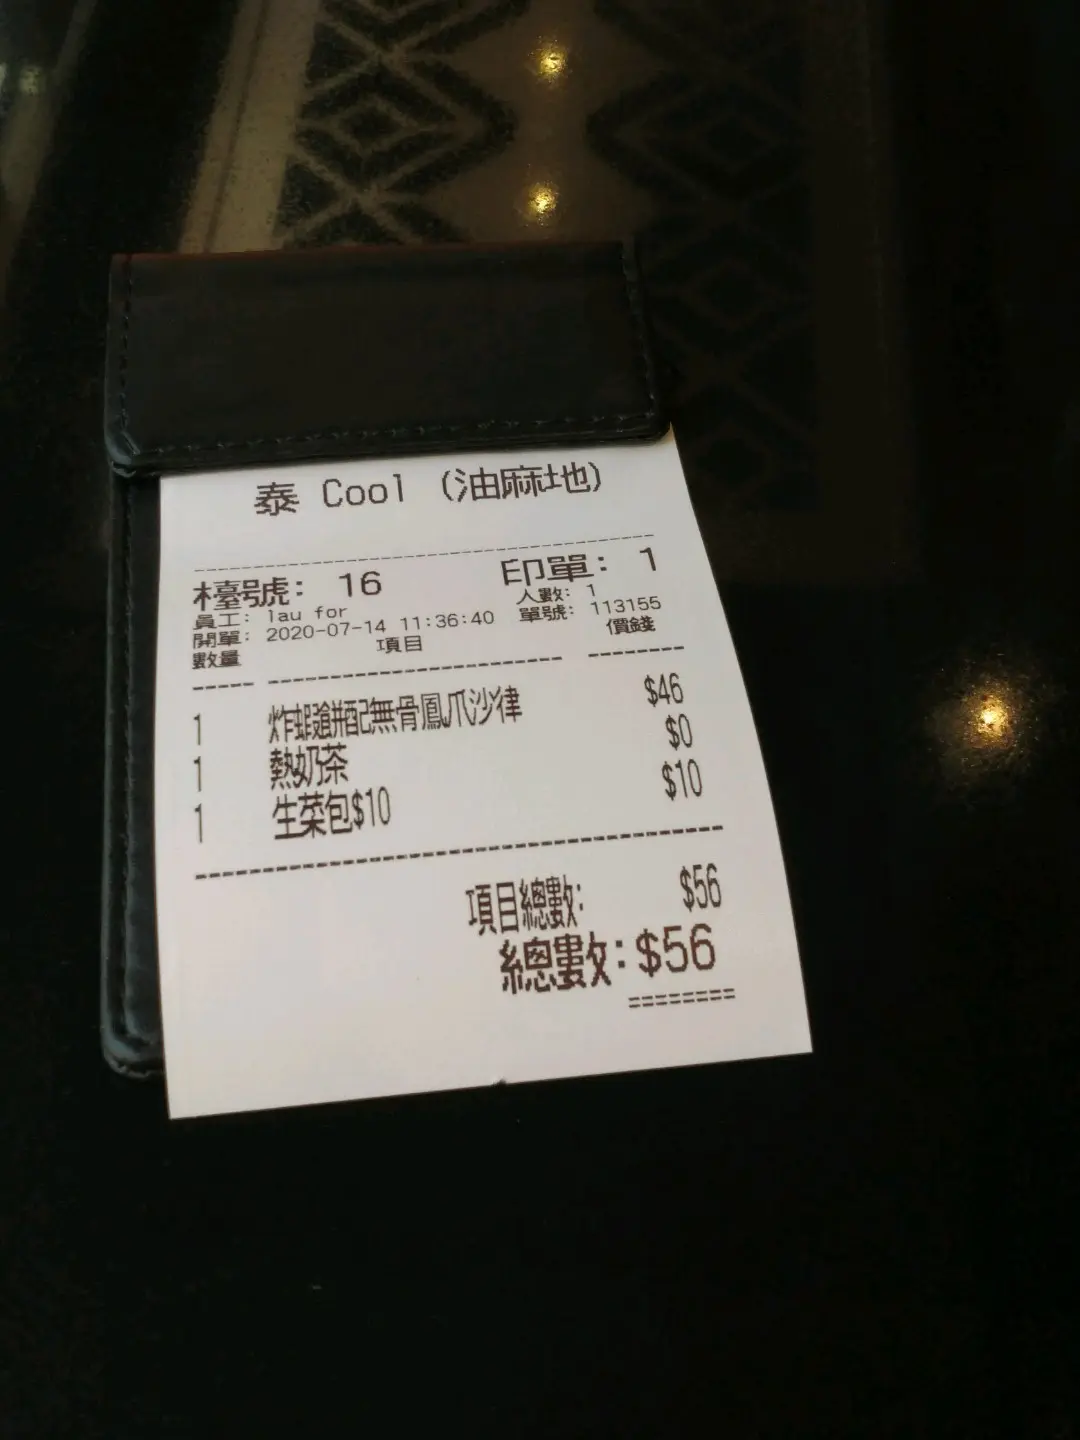 泰 Cool (油麻地)
檯號: 16 印單: 1
員工: lau for 人數: 1
開單: 2020-07-14 11:36:40 單號: 113155
數量 項目 價錢
1 炸蝦餅配無骨鳳爪沙律 $46
1 熱奶茶 $0
1 生菜包$10 $10
項目總數: $56
總數: $56